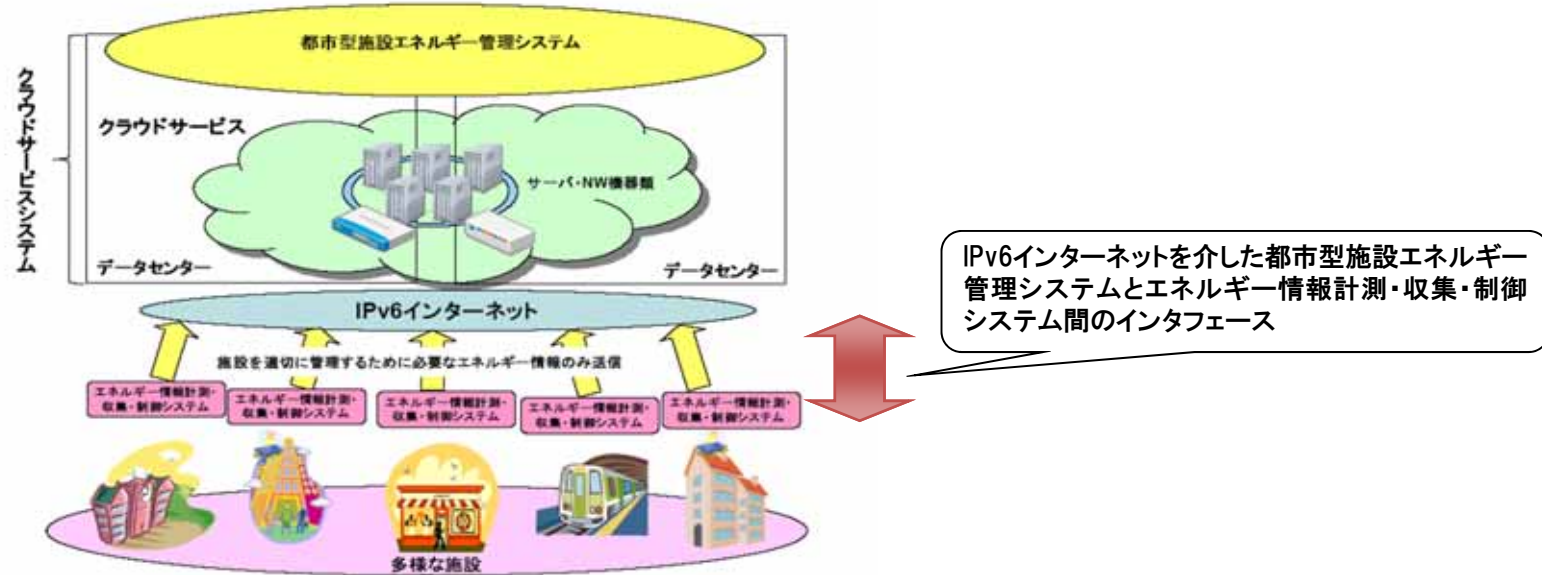 都市型施設エネルギー管理システム
クラウドサービスシステム
クラウドサービス
サーバ・NW機器類
データセンター
データセンター
IPv6インターネット
施設を適切に管理するために必要なエネルギー情報のみ送信
エネルギー情報計測・
収集・制御システム
エネルギー情報計測・
収集・制御システム
エネルギー情報計測・
収集・制御システム
エネルギー情報計測・
収集・制御システム
エネルギー情報計測・
収集・制御システム
多様な施設
IPv6インターネットを介した都市型施設エネルギー
管理システムとエネルギー情報計測・収集・制御
システム間のインタフェース